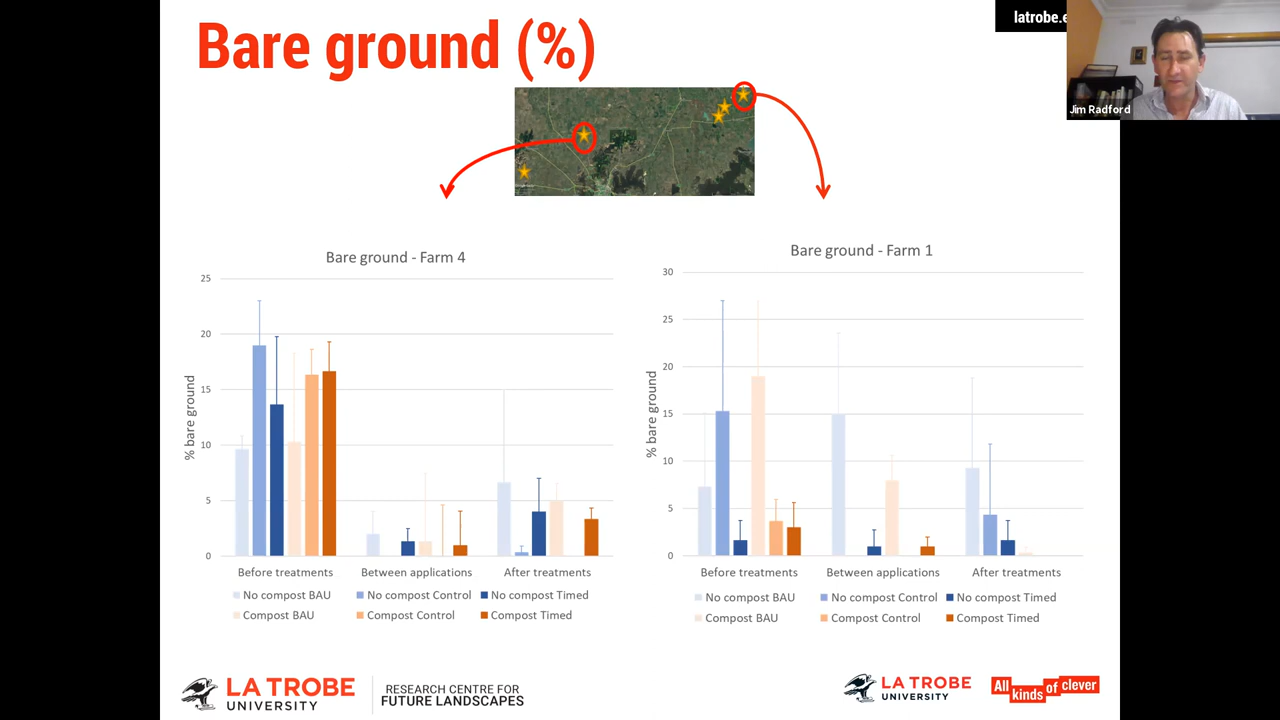 Bare ground (%)
latrobe.e
Jim Radford
Bare ground - Farm 4
25
20
15
10
5
0
% bare ground
Before treatments
Between applications
After treatments
No compost BAU
No compost Control
No compost Timed
Compost BAU
Compost Control
Compost Timed
Bare ground - Farm 1
30
25
20
15
10
5
0
% bare ground
Before treatments
Between applications
After treatments
No compost BAU
No compost Control
No compost Timed
Compost BAU
Compost Control
Compost Timed
LA TROBE
UNIVERSITY
RESEARCH CENTRE FOR
FUTURE LANDSCAPES
LA TROBE
UNIVERSITY
All kinds of clever